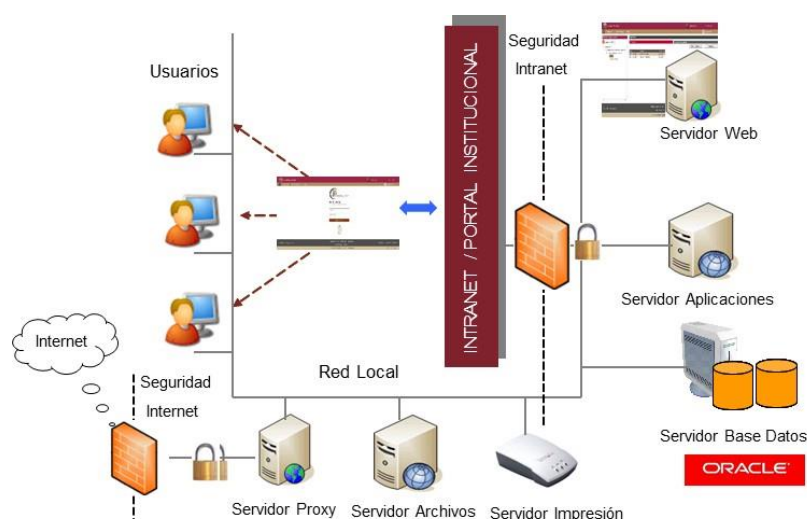 Usuarios
INTRANET / PORTAL INSTITUCIONAL
Seguridad
Intranet
Servidor Web
Servidor Aplicaciones
Internet
Seguridad
Internet
Red Local
Servidor Base Datos
ORACLE
Servidor Proxy
Servidor Archivos
Servidor Impresión